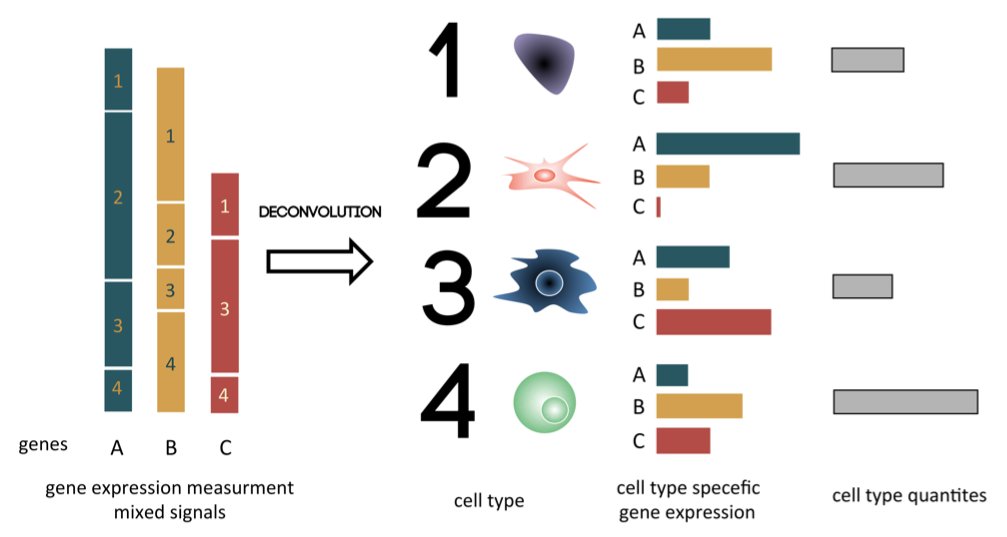 1
2
3
4
1
2
3
4
1
3
4
genes
A
B
C
gene expression measurment
mixed signals
DECONVOLUTION
1
A
B
C
2
A
B
C
3
A
B
C
4
A
B
C
cell type
cell type specefic
gene expression
cell type quantites